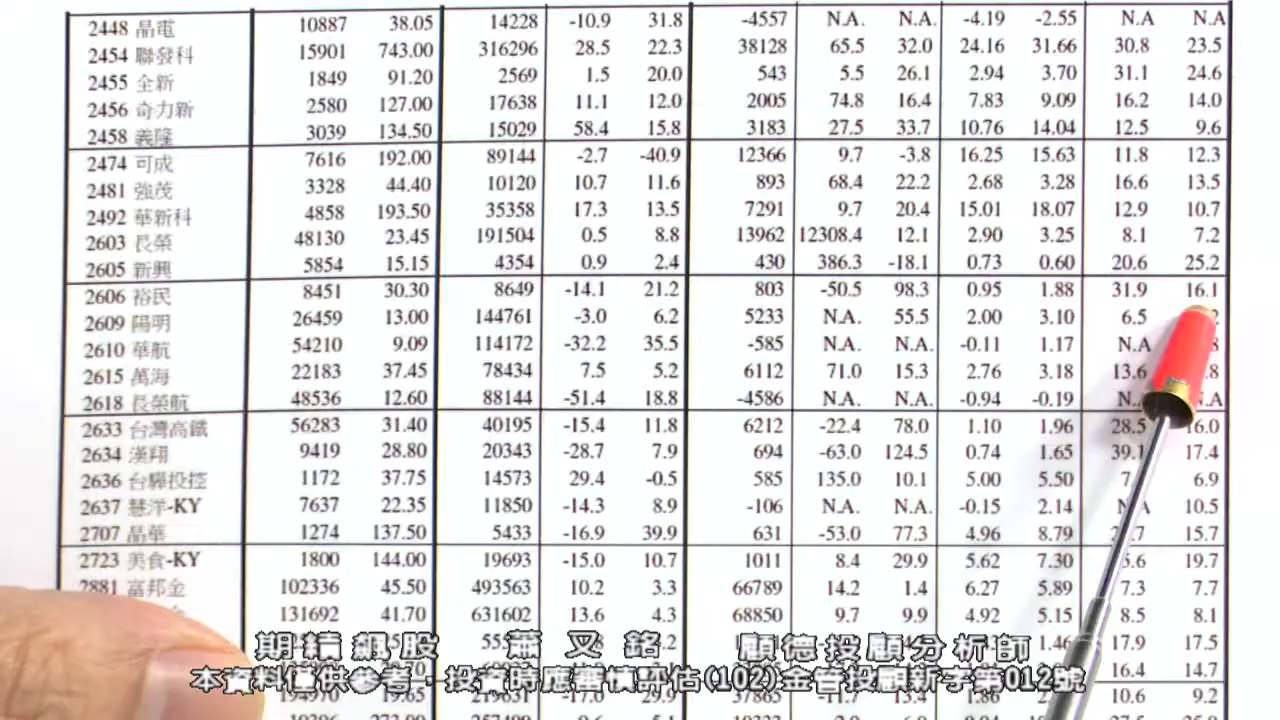 2448 晶電 10887 38.05 14228 -10.9 31.8 -4557 N.A. N.A. -4.19 -2.55 N.A N.A
2454 聯發科 15901 743.00 316296 28.5 22.3 38128 65.5 32.0 24.16 31.66 30.8 23.5
2455 全新 1849 91.20 2569 1.5 20.0 543 5.5 26.1 2.94 3.70 31.1 24.6
2456 奇力新 2580 127.00 17638 11.1 12.0 2005 74.8 16.4 7.83 9.09 16.2 14.0
2458 義隆 3039 134.50 15029 58.4 15.8 3183 27.5 33.7 10.76 14.04 12.5 9.6
2474 可成 7616 192.00 89144 -2.7 -40.9 12366 9.7 -3.8 16.25 15.63 11.8 12.3
2481 強茂 3328 44.40 10120 10.7 11.6 893 68.4 22.2 2.68 3.28 16.6 13.5
2492 華新科 4858 193.50 35358 17.3 13.5 7291 9.7 20.4 15.01 18.07 12.9 10.7
2603 長榮 48130 23.45 191504 0.5 8.8 13962 12308.4 12.1 2.90 3.25 8.1 7.2
2605 新興 5854 15.15 4354 0.9 2.4 430 386.3 -18.1 0.73 0.60 20.6 25.2
2606 裕民 8451 30.30 8649 -14.1 21.2 803 -50.5 98.3 0.95 1.88 31.9 16.1
2609 陽明 26459 13.00 144761 -3.0 6.2 5233 N.A. 55.5 2.00 3.10 6.5
2610 華航 54210 9.09 114172 -32.2 35.5 -585 N.A. N.A. -0.11 1.17 N.A
2615 萬海 22183 37.45 78434 7.5 5.2 6112 71.0 15.3 2.76 3.18 13.6
2618 長榮航 48536 12.60 88144 -51.4 18.8 -4586 N.A. N.A. -0.94 -0.19
2633 台灣高鐵 56283 31.40 40195 -15.4 11.8 6212 -22.4 78.0 1.10 1.96 28.5 16.0
2634 漢翔 9419 28.80 20343 -28.7 7.9 694 -63.0 124.5 0.74 1.65 39.1 17.4
2636 台驊投控 1172 37.75 14573 29.4 -0.5 585 135.0 10.1 5.00 5.50 6.9
2637 慧洋-KY 7637 22.35 11850 -14.3 8.9 -106 N.A. N.A. -0.15 2.14 10.5
2707 晶華 1274 137.50 5433 -16.9 39.9 631 -53.0 77.3 4.96 8.79 15.7
2723 美食-KY 1800 144.00 19693 -15.0 10.7 1011 8.4 29.9 5.62 7.30 19.7
2881 富邦金 102336 45.50 493563 10.2 3.3 66789 14.2 1.4 6.27 5.89 7.3 7.7
131692 41.70 631602 13.6 4.3 68850 9.7 9.9 4.92 5.15 8.5 8.1
17.9 17.5
16.4 14.7
10.6 9.2
期精飆股 蕭又銘 顧德投顧分析師
本資料僅供參考，投資時應審慎評估(102)金管投顧新字第012號